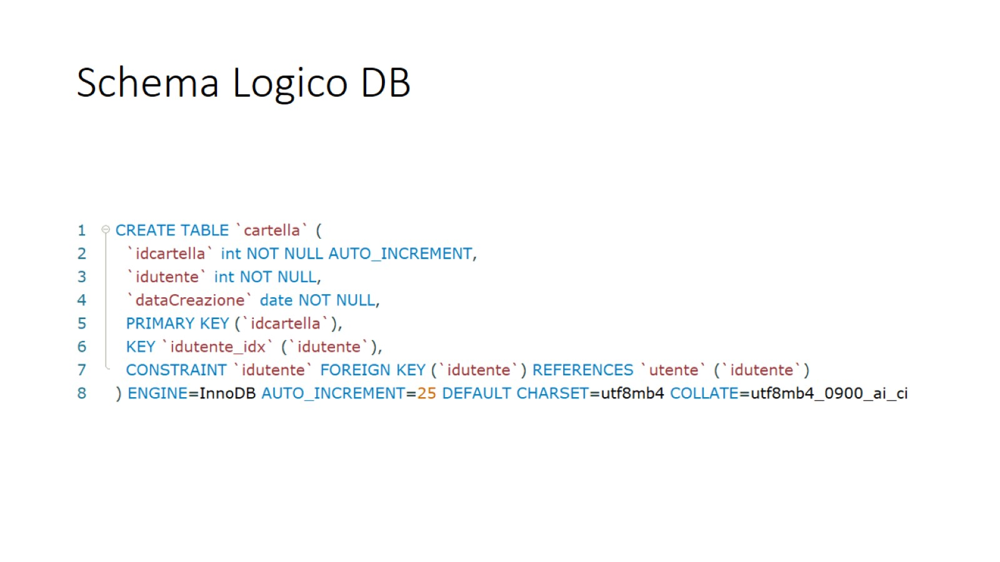 Schema Logico DB
1 CREATE TABLE `cartella` (
2 `idcartella` int NOT NULL AUTO_INCREMENT,
3 `idutente` int NOT NULL,
4 `dataCreazione` date NOT NULL,
5 PRIMARY KEY (`idcartella`),
6 KEY `idutente_idx` (`idutente`),
7 CONSTRAINT `idutente` FOREIGN KEY (`idutente`) REFERENCES `utente` (`idutente`)
8 ) ENGINE=InnoDB AUTO_INCREMENT=25 DEFAULT CHARSET=utf8mb4 COLLATE=utf8mb4_0900_ai_ci